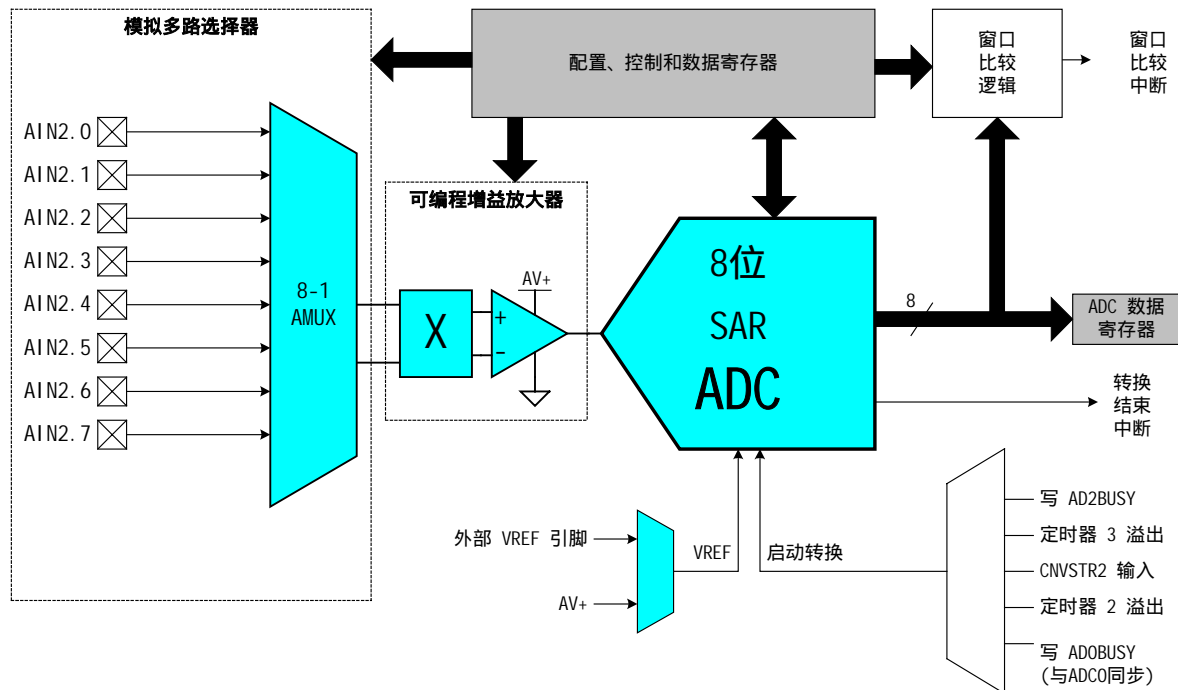 模拟多路选择器
配置、控制和数据寄存器
窗口
比较
逻辑
窗口
比较
中断
AIN2.0
AIN2.1
AIN2.2
AIN2.3
AIN2.4
AIN2.5
AIN2.6
AIN2.7
8-1
AMUX
可编程增益放大器
X
+
-
AV+
8位
SAR
ADC
8
ADC 数据
寄存器
转换
结束
中断
外部 VREF 引脚
AV+
VREF
启动转换
写 AD2BUSY
定时器 3 溢出
CNVSTR2 输入
定时器 2 溢出
写 AD0BUSY
(与ADC0同步)